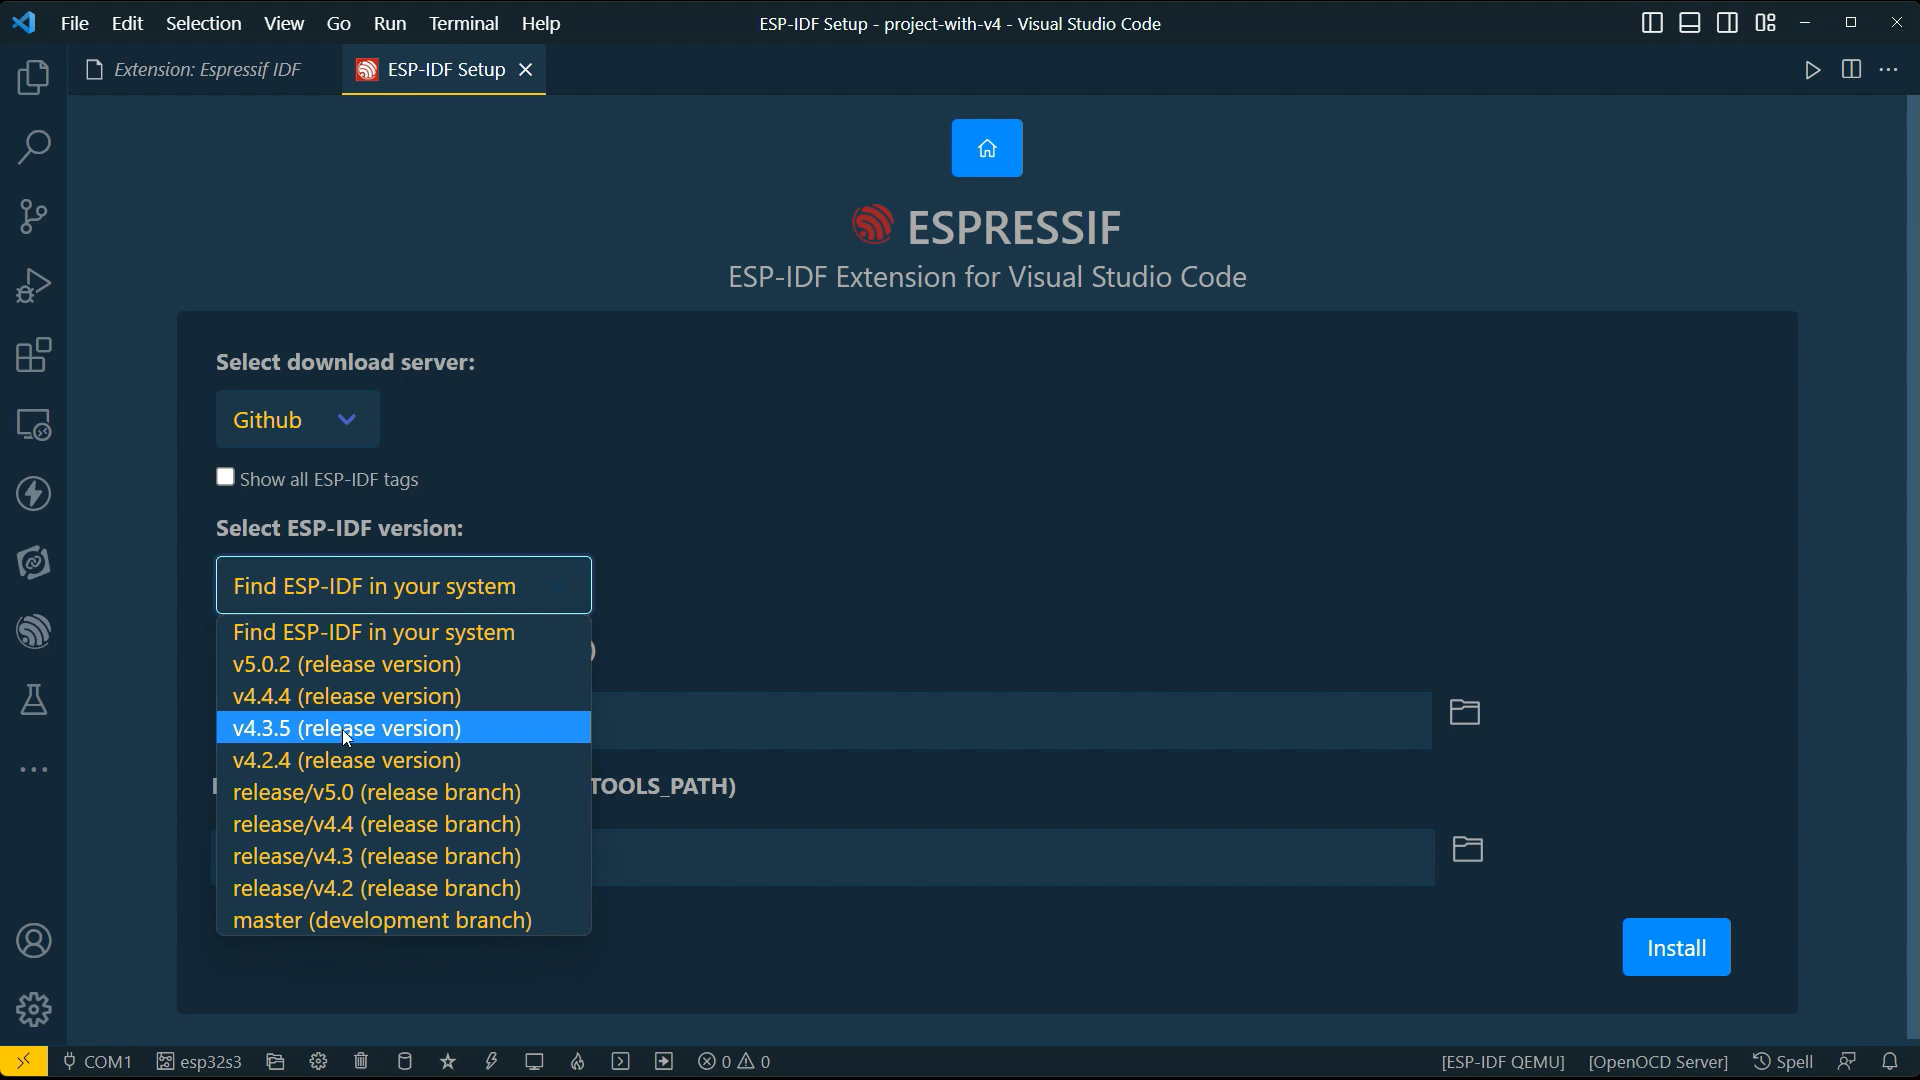 File Edit Selection View Go Run Terminal Help
ESP-IDF Setup - project-with-v4 - Visual Studio Code
Extension: Espressif IDF
ESP-IDF Setup
ESPRESSIF
ESP-IDF Extension for Visual Studio Code
Select download server:
Github
Show all ESP-IDF tags
Select ESP-IDF version:
Find ESP-IDF in your system
Find ESP-IDF in your system
)
v5.0.2 (release version)
v4.4.4 (release version)
v4.3.5 (release version)
v4.2.4 (release version)
TOOLS_PATH)
release/v5.0 (release branch)
release/v4.4 (release branch)
release/v4.3 (release branch)
release/v4.2 (release branch)
master (development branch)
Install
COM1 esp32s3 0 0 [ESP-IDF QEMU] [OpenOCD Server] Spell